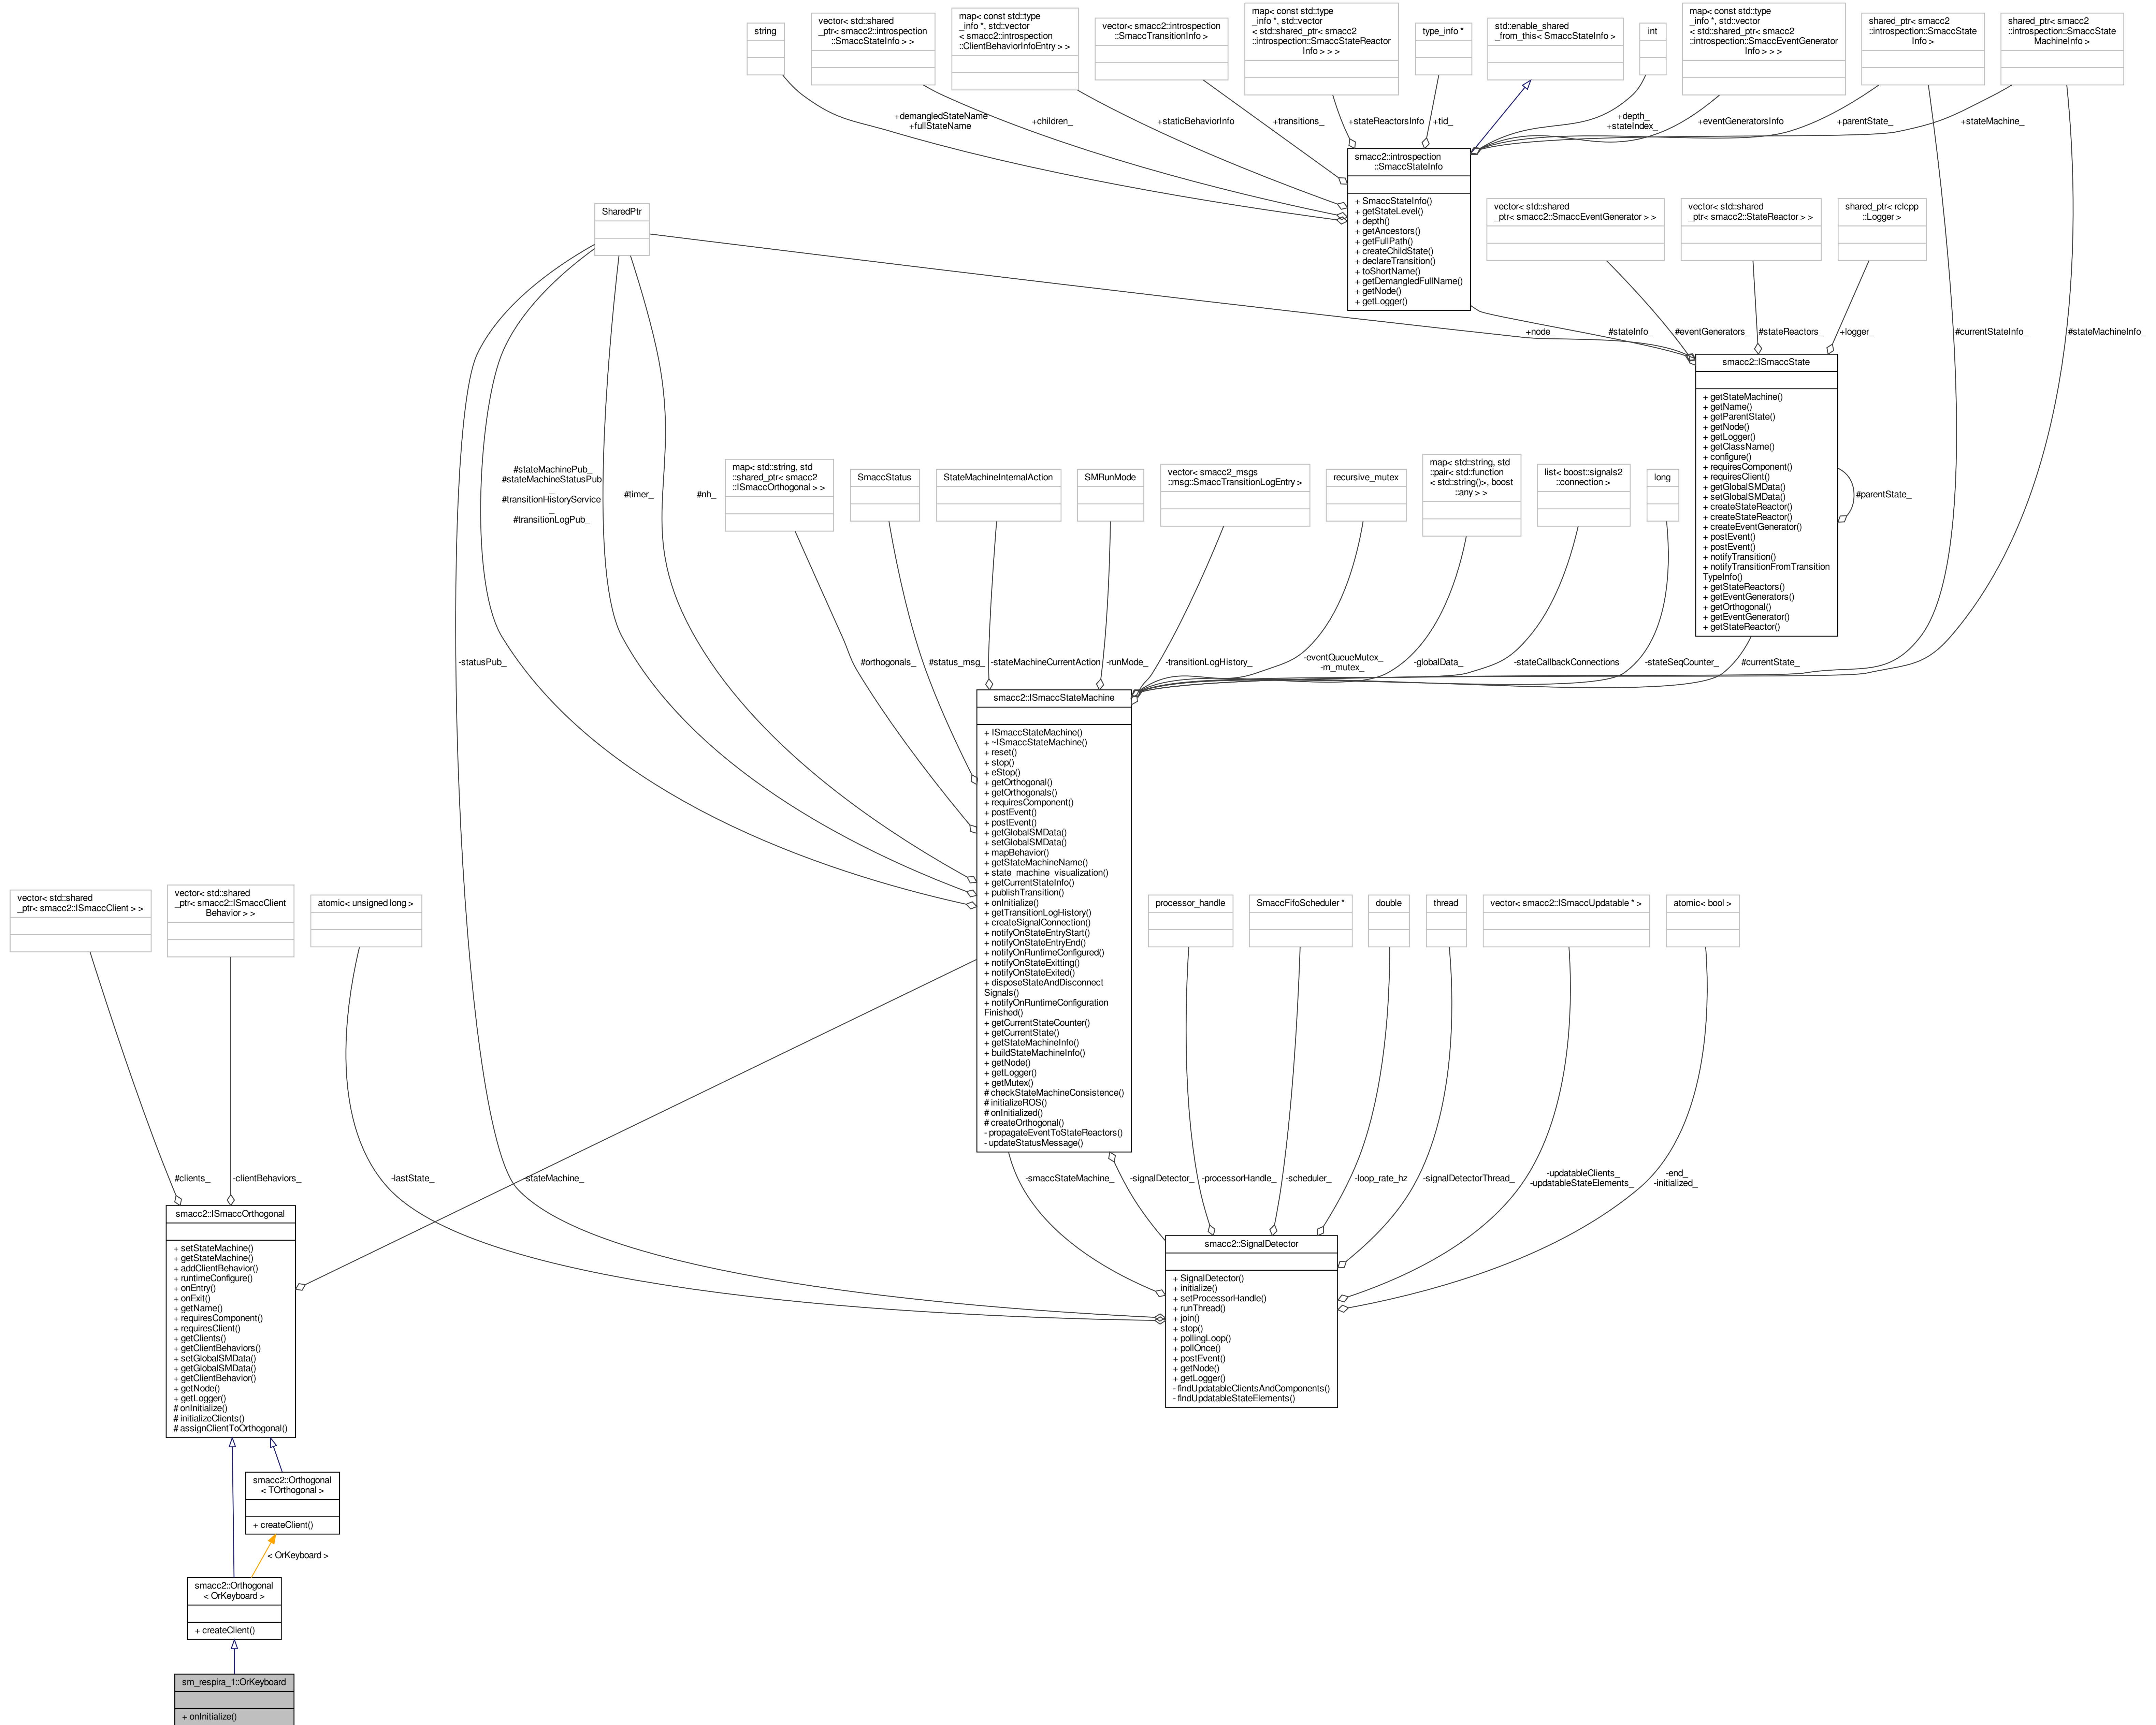 string
vector< std::shared
_ptr< smacc2::introspection
::SmaccStateInfo > >
map< const std::type
_info *, std::vector
< smacc2::introspection
::ClientBehaviorInfoEntry > >
vector< smacc2::introspection
::SmaccTransitionInfo >
map< const std::type
_info *, std::vector
< std::shared_ptr< smacc2
::introspection::SmaccStateReactor
Info > > >
type_info *
std::enable_shared
_from_this< SmaccStateInfo >
int
map< const std::type
_info *, std::vector
< std::shared_ptr< smacc2
::introspection::SmaccEventGenerator
Info > > >
shared_ptr< smacc2
::introspection::SmaccState
Info >
shared_ptr< smacc2
::introspection::SmaccState
MachineInfo >
+demangledStateName
+fullStateName
+children_
+staticBehaviorInfo
+transitions_
+stateReactorsInfo
+tid_
+depth_
+stateIndex_
+eventGeneratorsInfo
+parentState_
+stateMachine_
smacc2::introspection
::SmaccStateInfo
+ SmaccStateInfo()
+ getStateLevel()
+ depth()
+ getAncestors()
+ getFullPath()
+ createChildState()
+ declareTransition()
+ toShortName()
+ getDemangledFullName()
+ getNode()
+ getLogger()
SharedPtr
vector< std::shared
_ptr< smacc2::SmaccEventGenerator > >
vector< std::shared
_ptr< smacc2::StateReactor > >
shared_ptr< rclcpp
::Logger >
+node_
#stateInfo_
#eventGenerators_
#stateReactors_
+logger_
#currentStateInfo_
#stateMachineInfo_
smacc2::ISmaccState
+ getStateMachine()
+ getName()
+ getParentState()
+ getNode()
+ getLogger()
+ getClassName()
+ configure()
+ requiresComponent()
+ requiresClient()
+ getGlobalSMData()
+ setGlobalSMData()
+ createStateReactor()
+ createStateReactor()
+ createEventGenerator()
+ postEvent()
+ postEvent()
+ notifyTransition()
+ notifyTransitionFromTransition
TypeInfo()
+ getStateReactors()
+ getEventGenerators()
+ getOrthogonal()
+ getEventGenerator()
+ getStateReactor()
#parentState_
#stateMachinePub_
#stateMachineStatusPub
_
#transitionHistoryService
_
#transitionLogPub_
#timer_
#nh_
map< std::string, std
::shared_ptr< smacc2
::ISmaccOrthogonal > >
SmaccStatus
StateMachineInternalAction
SMRunMode
vector< smacc2_msgs
::msg::SmaccTransitionLogEntry >
recursive_mutex
map< std::string, std
::pair< std::function
< std::string()>, boost
::any > >
list< boost::signals2
::connection >
long
-statusPub_
#orthogonals_
#status_msg_
-stateMachineCurrentAction
-runMode_
-transitionLogHistory_
-eventQueueMutex_
-m_mutex_
-globalData_
-stateCallbackConnections
-stateSeqCounter_
#currentState_
smacc2::ISmaccStateMachine
+ ISmaccStateMachine()
+ ~ISmaccStateMachine()
+ reset()
+ stop()
+ eStop()
+ getOrthogonal()
+ getOrthogonals()
+ requiresComponent()
+ postEvent()
+ postEvent()
+ getGlobalSMData()
+ setGlobalSMData()
+ mapBehavior()
+ getStateMachineName()
+ state_machine_visualization()
+ getCurrentStateInfo()
+ publishTransition()
+ onInitialize()
+ getTransitionLogHistory()
+ createSignalConnection()
+ notifyOnStateEntryStart()
+ notifyOnStateEntryEnd()
+ notifyOnRuntimeConfigured()
+ notifyOnStateExitting()
+ notifyOnStateExited()
+ disposeStateAndDisconnect
Signals()
+ notifyOnRuntimeConfiguration
Finished()
+ getCurrentStateCounter()
+ getCurrentState()
+ getStateMachineInfo()
+ buildStateMachineInfo()
+ getNode()
+ getLogger()
+ getMutex()
# checkStateMachineConsistence()
# initializeROS()
# onInitialized()
# createOrthogonal()
- propagateEventToStateReactors()
- updateStatusMessage()
vector< std::shared
_ptr< smacc2::ISmaccClient > >
vector< std::shared
_ptr< smacc2::ISmaccClient
Behavior > >
atomic< unsigned long >
processor_handle
SmaccFifoScheduler *
double
thread
vector< smacc2::ISmaccUpdatable * >
atomic< bool >
#clients_
-clientBehaviors_
-lastState_
-stateMachine_
-smaccStateMachine_
-signalDetector_
-processorHandle_
-scheduler_
-loop_rate_hz
-signalDetectorThread_
-updatableClients_
-updatableStateElements_
-end_
-initialized_
smacc2::ISmaccOrthogonal
+ setStateMachine()
+ getStateMachine()
+ addClientBehavior()
+ runtimeConfigure()
+ onEntry()
+ onExit()
+ getName()
+ requiresComponent()
+ requiresClient()
+ getClients()
+ getClientBehaviors()
+ setGlobalSMData()
+ getGlobalSMData()
+ getClientBehavior()
+ getNode()
+ getLogger()
# onInitialize()
# initializeClients()
# assignClientToOrthogonal()
smacc2::SignalDetector
+ SignalDetector()
+ initialize()
+ setProcessorHandle()
+ runThread()
+ join()
+ stop()
+ pollingLoop()
+ pollOnce()
+ postEvent()
+ getNode()
+ getLogger()
- findUpdatableClientsAndComponents()
- findUpdatableStateElements()
smacc2::Orthogonal
< TOrthogonal >
+ createClient()
< OrKeyboard >
smacc2::Orthogonal
< OrKeyboard >
+ createClient()
sm_respira_1::OrKeyboard
+ onInitialize()